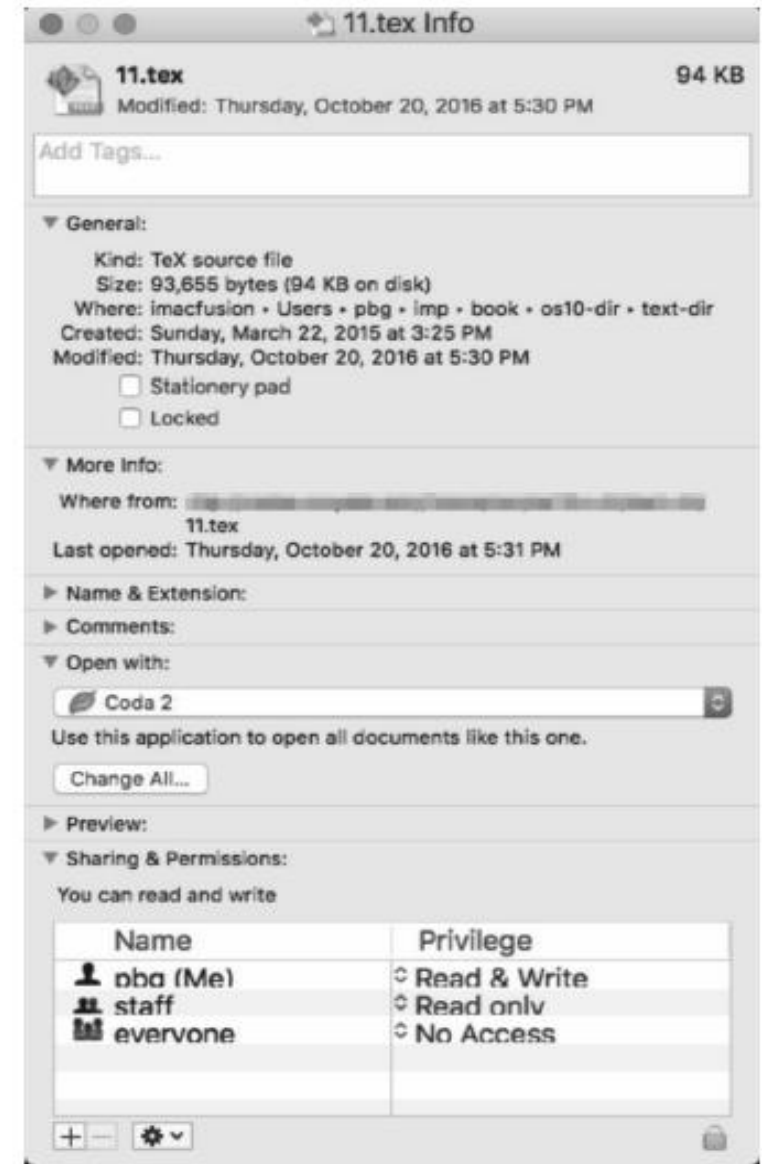 11.tex Info
11.tex 94 KB
Modified: Thursday, October 20, 2016 at 5:30 PM
Add Tags...
General:
Kind: TeX source file
Size: 93,655 bytes (94 KB on disk)
Where: imacfusion • Users • pbg • imp • book • os10-dir • text-dir
Created: Sunday, March 22, 2015 at 3:25 PM
Modified: Thursday, October 20, 2016 at 5:30 PM
Stationery pad
Locked
More Info:
Where from:
11.tex
Last opened: Thursday, October 20, 2016 at 5:31 PM
Name & Extension:
Comments:
Open with:
Coda 2
Use this application to open all documents like this one.
Change All...
Preview:
Sharing & Permissions:
You can read and write
Name Privilege
pbg (Me) Read & Write
staff Read only
everyone No Access